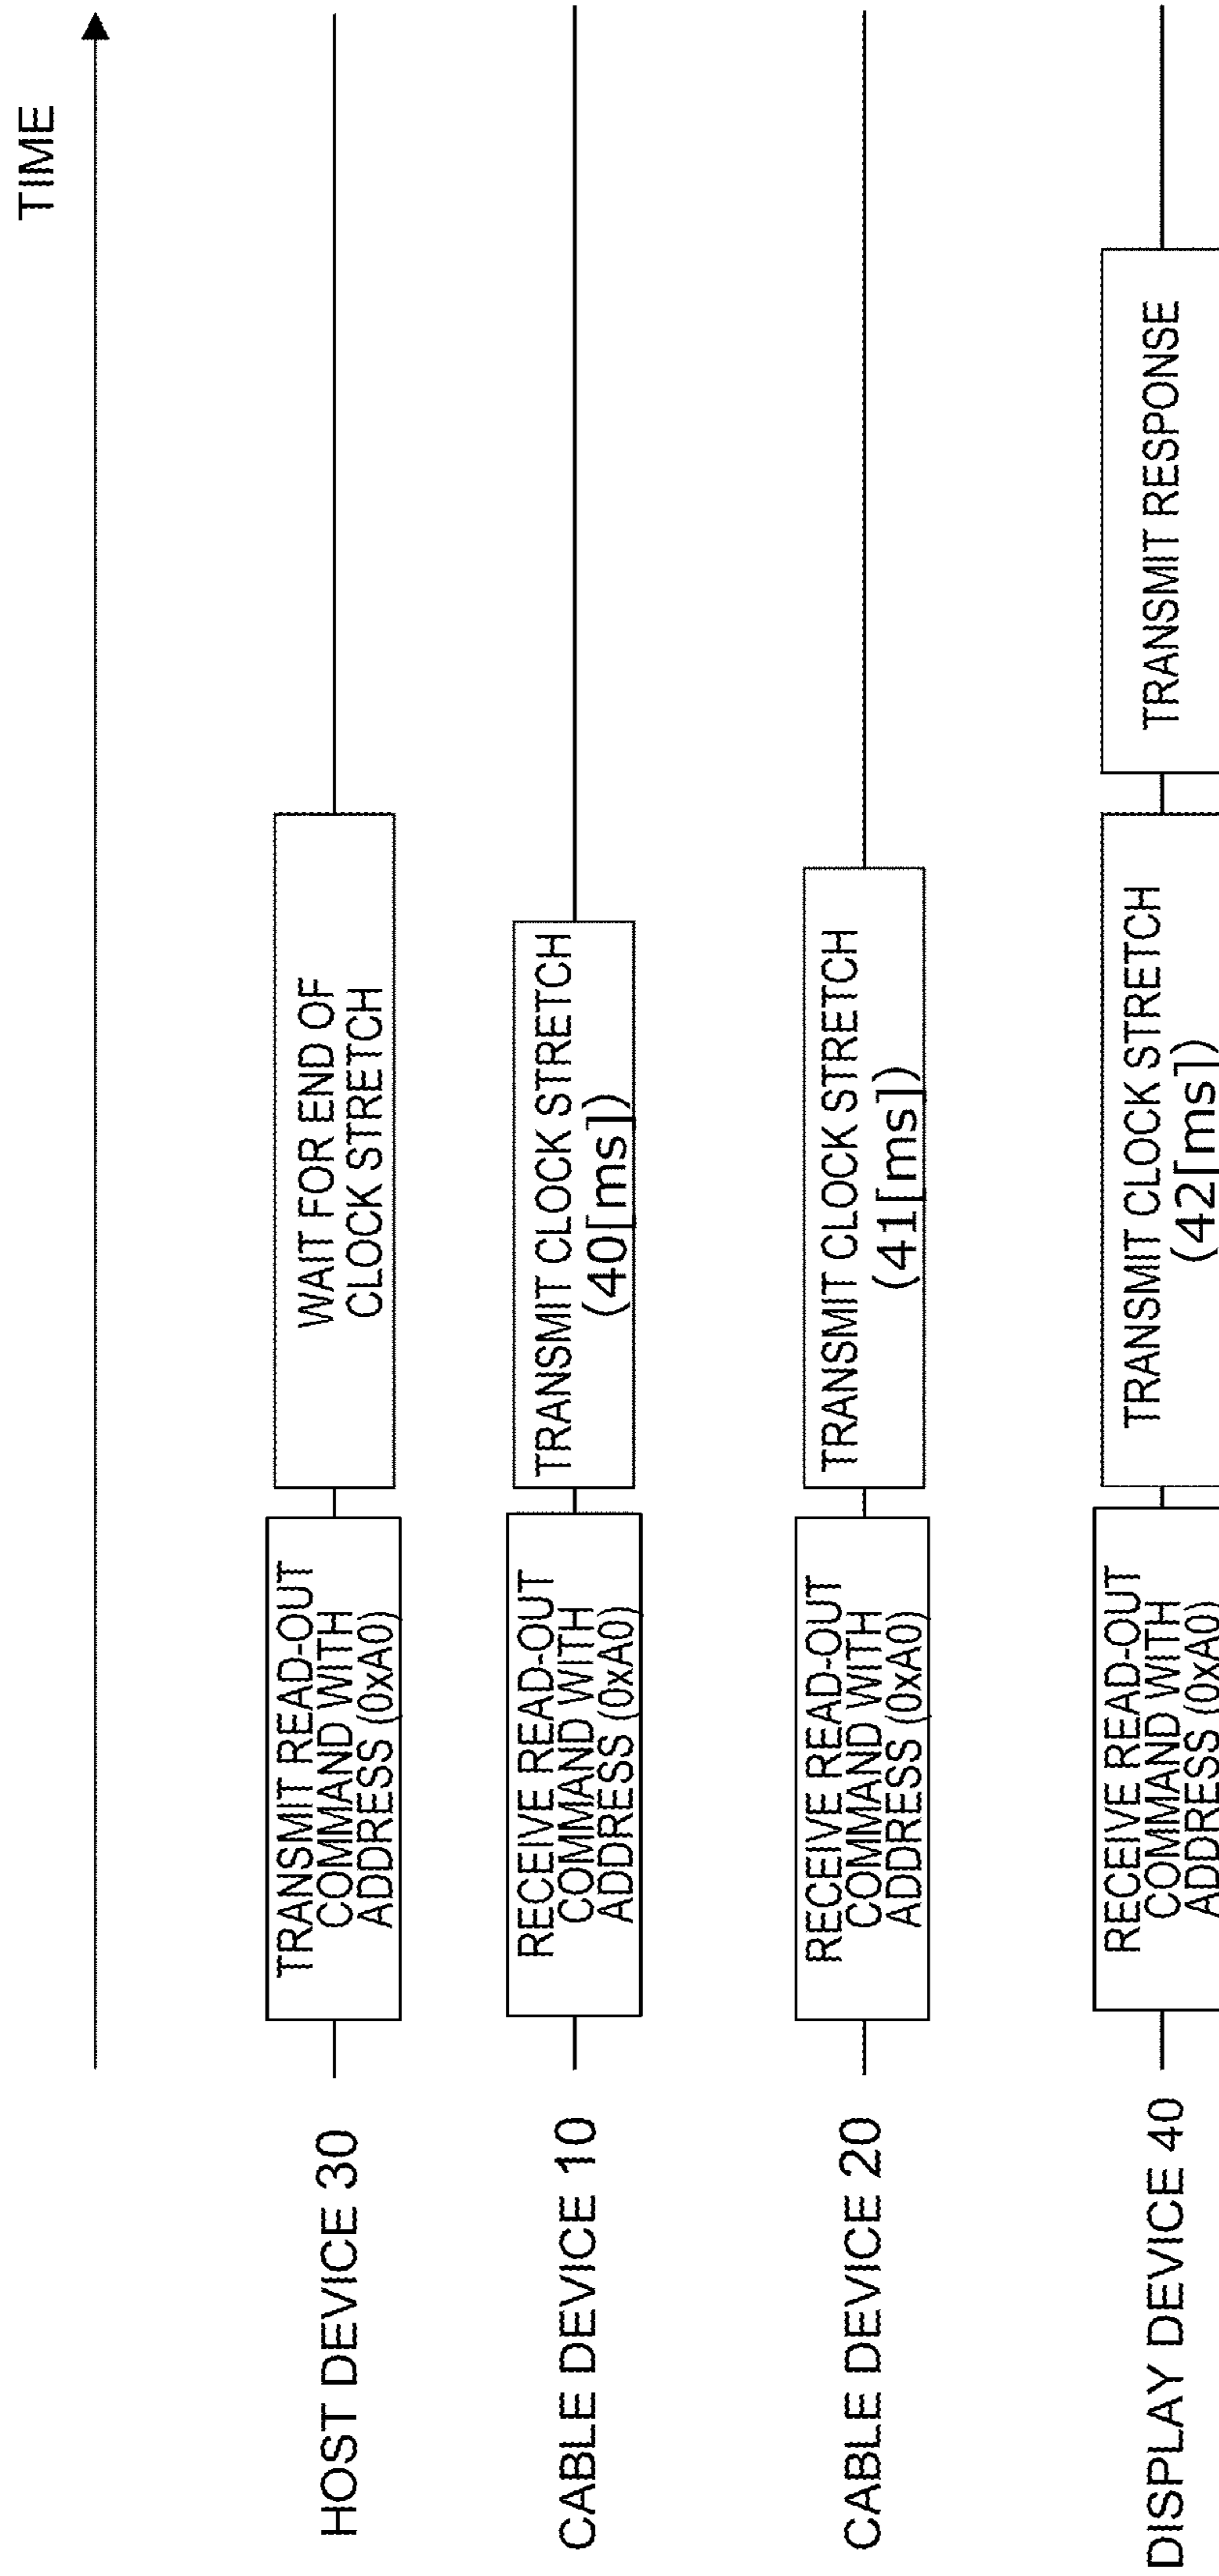 TIME
HOST DEVICE 30
TRANSMIT READ-OUT
COMMAND WITH
ADDRESS (0xA0)
WAIT FOR END OF
CLOCK STRETCH
CABLE DEVICE 10
RECEIVE READ-OUT
COMMAND WITH
ADDRESS (0xA0)
TRANSMIT CLOCK STRETCH
(40[ms])
CABLE DEVICE 20
RECEIVE READ-OUT
COMMAND WITH
ADDRESS (0xA0)
TRANSMIT CLOCK STRETCH
(41[ms])
DISPLAY DEVICE 40
RECEIVE READ-OUT
COMMAND WITH
ADDRESS (0xA0)
TRANSMIT CLOCK STRETCH
(42[ms])
TRANSMIT RESPONSE